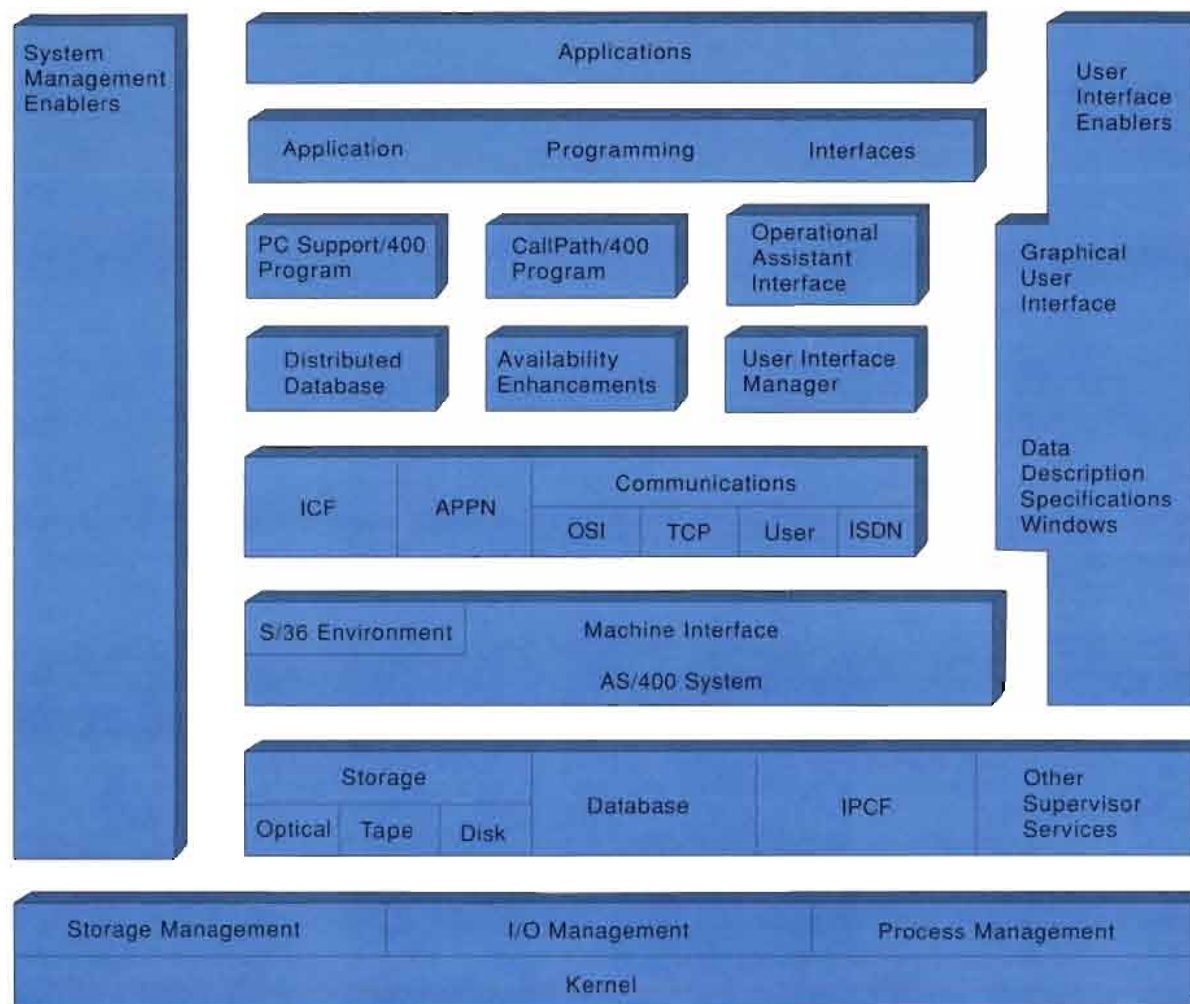 System
Management
Enablers
Applications
Application Programming Interfaces
User
Interface
Enablers
PC Support/400
Program
CallPath/400
Program
Operational
Assistant
Interface
Graphical
User
Interface
Distributed
Database
Availability
Enhancements
User Interface
Manager
Data
Description
Specifications
Windows
ICF
APPN
Communications
OSI
TCP
User
ISDN
S/36 Environment
Machine Interface
AS/400 System
Storage
Optical
Tape
Disk
Database
IPCF
Other
Supervisor
Services
Storage Management
I/O Management
Process Management
Kernel